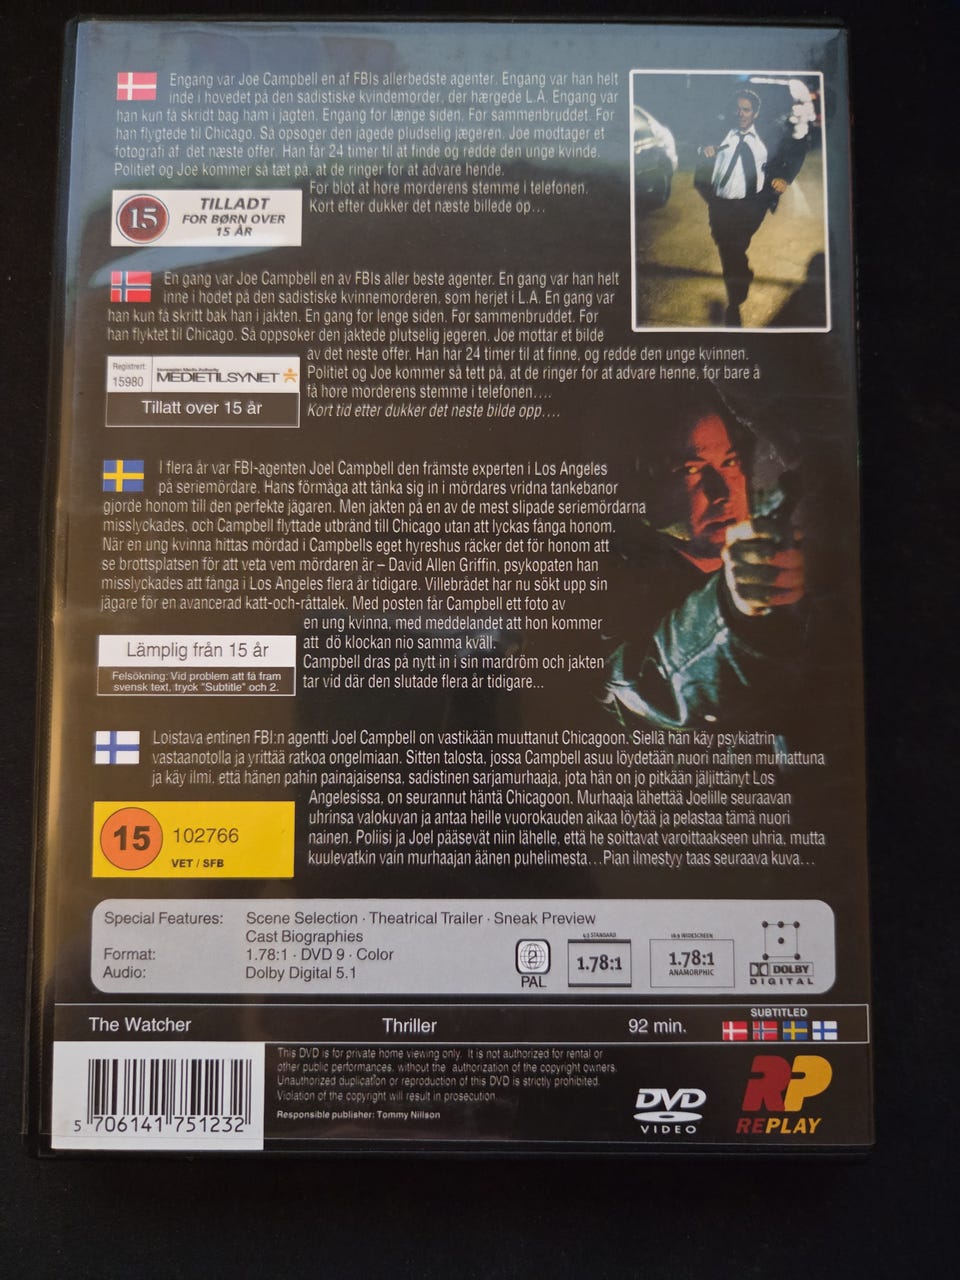 Engang var Joe Campbell en af FBIs allerbedste agenter. Engang var han helt
inde i hovedet på den sadistiske kvindemorder, der hærgede L.A. Engang var
han kun få skridt bag ham i jagten. Engang for længe siden. Før sammenbruddet. Før
han flygtede til Chicago. Så opsøger den jagede pludselig jægeren. Joe modtager et
fotografi af det næste offer. Han får 24 timer til at finde og redde den unge kvinde.
Politiet og Joe kommer så tæt på, at de ringer for at advare hende.
For blot at høre morderens stemme i telefonen.
Kort efter dukker det næste billede op...
15
TILLADT
FOR BØRN OVER
15 ÅR
En gang var Joe Campbell en av FBIs aller beste agenter. En gang var han helt
inne i hodet på den sadistiske kvinnemorderen, som herjet i L.A. En gang var
han kun få skritt bak han i jakten. En gang for lenge siden. Før sammenbruddet. Før
han flyktet til Chicago. Så oppsøker den jaktede plutselig jegeren. Joe mottar et bilde
av det neste offer. Han har 24 timer til at finne, og redde den unge kvinnen.
Politiet og Joe kommer så tett på, at de ringer for at advare henne, for bare å
få høre morderens stemme i telefonen....
Kort tid etter dukker det neste bilde opp....
Registrert:
15980
Norwegian Media Authority
MEDIETILSYNET
Tillatt over 15 år
I flera år var FBI-agenten Joel Campbell den främste experten i Los Angeles
på seriemördare. Hans förmåga att tänka sig in i mördares vridna tankebanor
gjorde honom till den perfekte jägaren. Men jakten på en av de mest slipade seriemördarna
misslyckades, och Campbell flyttade utbränd till Chicago utan att lyckas fånga honom.
När en ung kvinna hittas mördad i Campbells eget hyreshus räcker det för honom att
se brottsplatsen för att veta vem mördaren är – David Allen Griffin, psykopaten han
misslyckades att fånga i Los Angeles flera år tidigare. Villebrådet har nu sökt upp sin
jägare för en avancerad katt-och-råttalek. Med posten får Campbell ett foto av
en ung kvinna, med meddelandet att hon kommer
att dö klockan nio samma kväll.
Campbell dras på nytt in i sin mardröm och jakten
tar vid där den slutade flera år tidigare...
Lämplig från 15 år
Felsökning: Vid problem att få fram
svensk text, tryck "Subtitle" och 2.
Loistava entinen FBI:n agentti Joel Campbell on vastikään muuttanut Chicagoon. Siellä hän käy psykiatrin
vastaanotolla ja yrittää ratkoa ongelmiaan. Sitten talosta, jossa Campbell asuu löydetään nuori nainen murhattuna
ja käy ilmi, että hänen pahin painajaisensa, sadistinen sarjamurhaaja, jota hän on jo pitkään jäljittänyt Los
Angelesissa, on seurannut häntä Chicagoon. Murhaaja lähettää Joelille seuraavan
uhrinsa valokuvan ja antaa heille vuorokauden aikaa löytää ja pelastaa tämä nuori
nainen. Poliisi ja Joel pääsevät niin lähelle, että he soittavat varoittaakseen uhria, mutta
kuulevatkin vain murhaajan äänen puhelimesta...Pian ilmestyy taas seuraava kuva...
15
102766
VET / SFB
Special Features: Scene Selection · Theatrical Trailer · Sneak Preview
Cast Biographies
Format: 1.78:1 · DVD 9 · Color
Audio: Dolby Digital 5.1
2
PAL
4:3 STANDARD
1.78:1
16:9 WIDESCREEN
1.78:1
ANAMORPHIC
DOLBY
DIGITAL
The Watcher Thriller 92 min.
SUBTITLED
This DVD is for private home viewing only. It is not authorized for rental or
other public performances, without the authorization of the copyright owners.
Unauthorized duplication or reproduction of this DVD is strictly prohibited.
Violation of the copyright will result in prosecution.
Responsible publisher: Tommy Nillson
5 706141 751232
DVD
VIDEO
RP
REPLAY